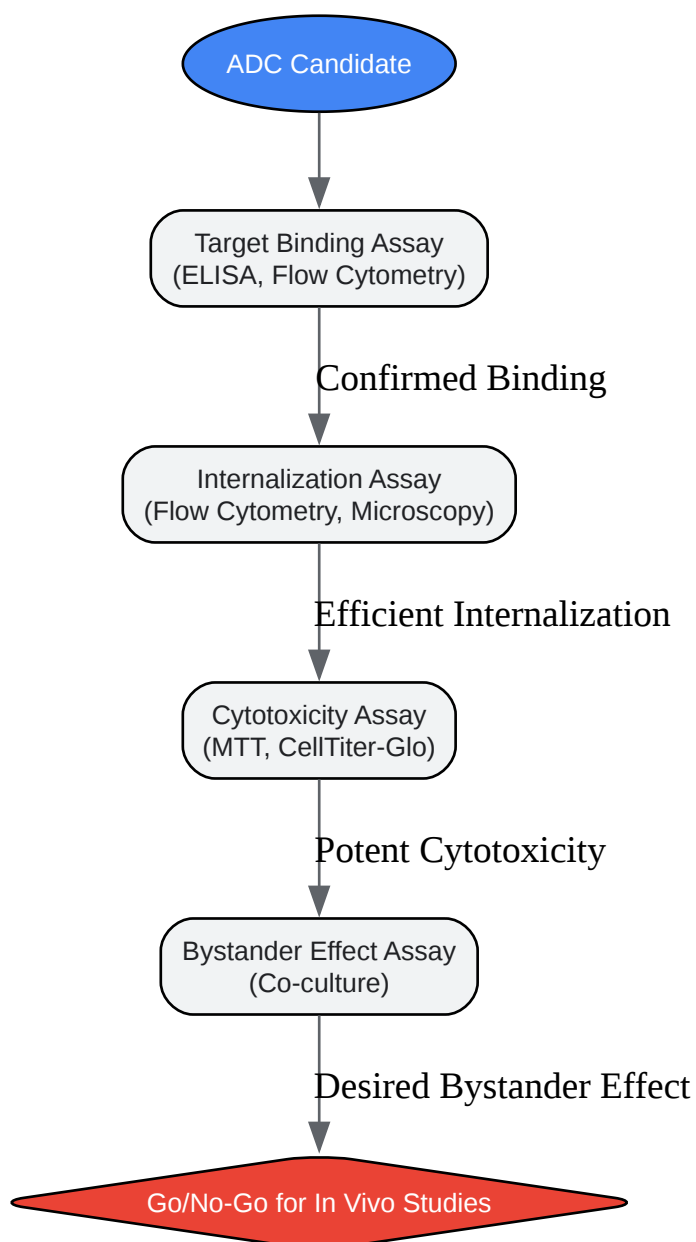 ADC Candidate
Target Binding Assay
(ELISA, Flow Cytometry)
Confirmed Binding
Internalization Assay
(Flow Cytometry, Microscopy)
Efficient Internalization
Cytotoxicity Assay
(MTT, CellTiter-Glo)
Potent Cytotoxicity
Bystander Effect Assay
(Co-culture)
Desired Bystander Effect
Go/No-Go for In Vivo Studies